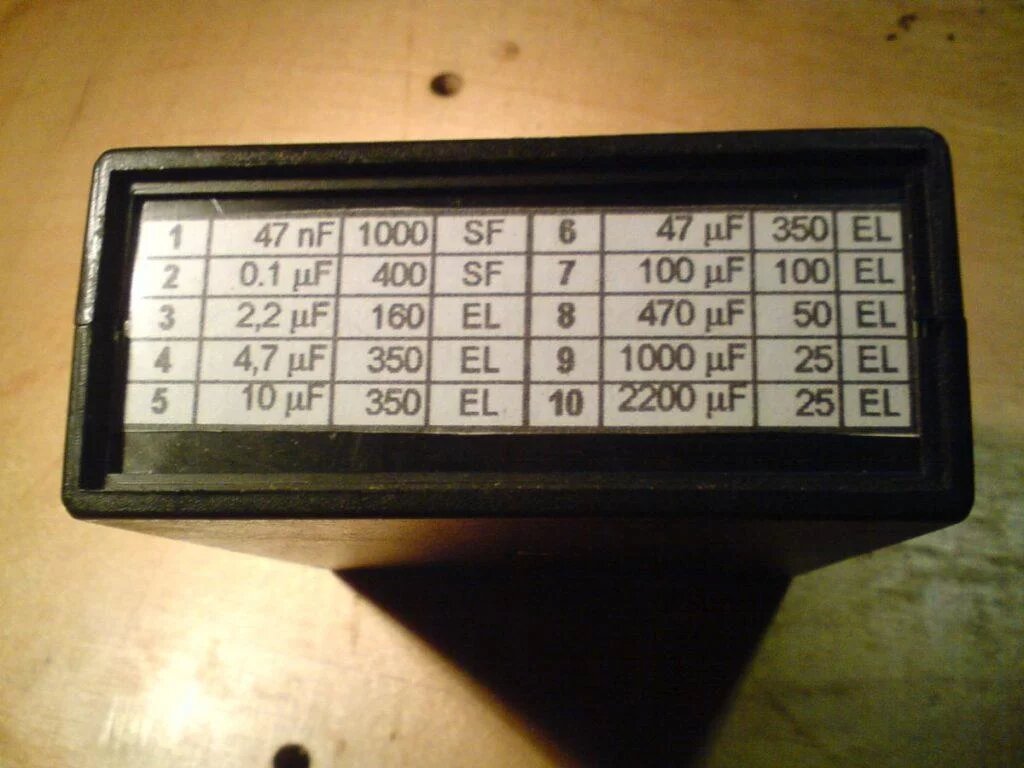 1 47 nF 1000 SF 6 47 µF 350 EL
2 0.1 µF 400 SF 7 100 µF 100 EL
3 2,2 µF 160 EL 8 470 µF 50 EL
4 4,7 µF 350 EL 9 1000 µF 25 EL
5 10 µF 350 EL 10 2200 µF 25 EL